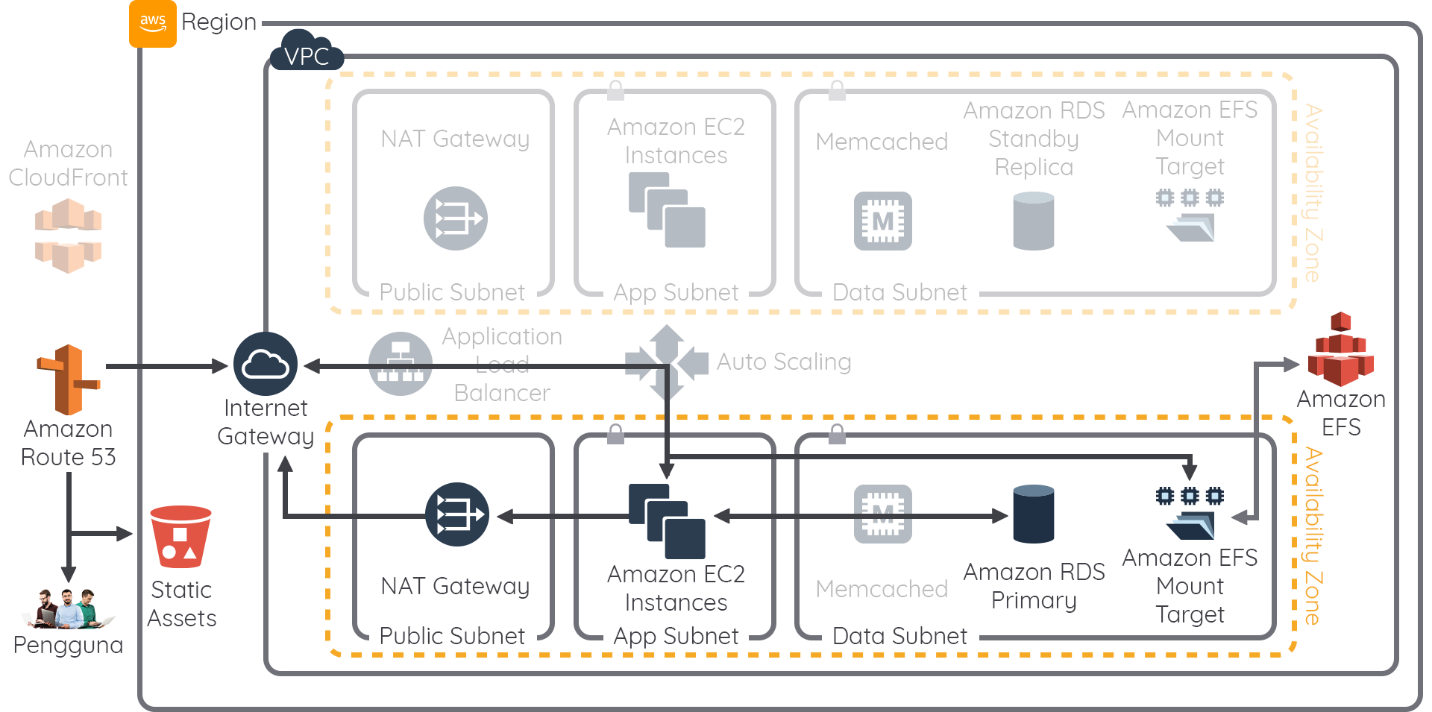 aws
Region
VPC
NAT Gateway
Public Subnet
Amazon EC2
Instances
App Subnet
Memcached
M
Amazon RDS
Standby
Replica
Amazon EFS
Mount
Target
Data Subnet
Availability Zone
Amazon
CloudFront
Amazon
Route 53
Internet
Gateway
Application
Load
Balancer
Auto Scaling
Amazon
EFS
NAT Gateway
Public Subnet
Amazon EC2
Instances
App Subnet
M
Memcached
Amazon RDS
Primary
Amazon EFS
Mount
Target
Data Subnet
Availability Zone
Static
Assets
Pengguna